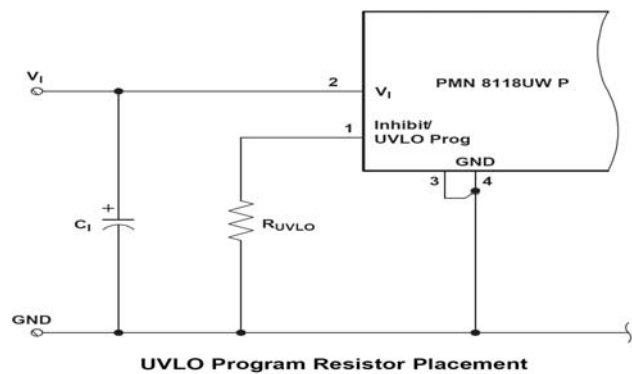 PMN 8118UW P
VI
2
VI
1
Inhibit/
UVLO Prog
GND
3
4
+
CI
RUVLO
GND
UVLO Program Resistor Placement